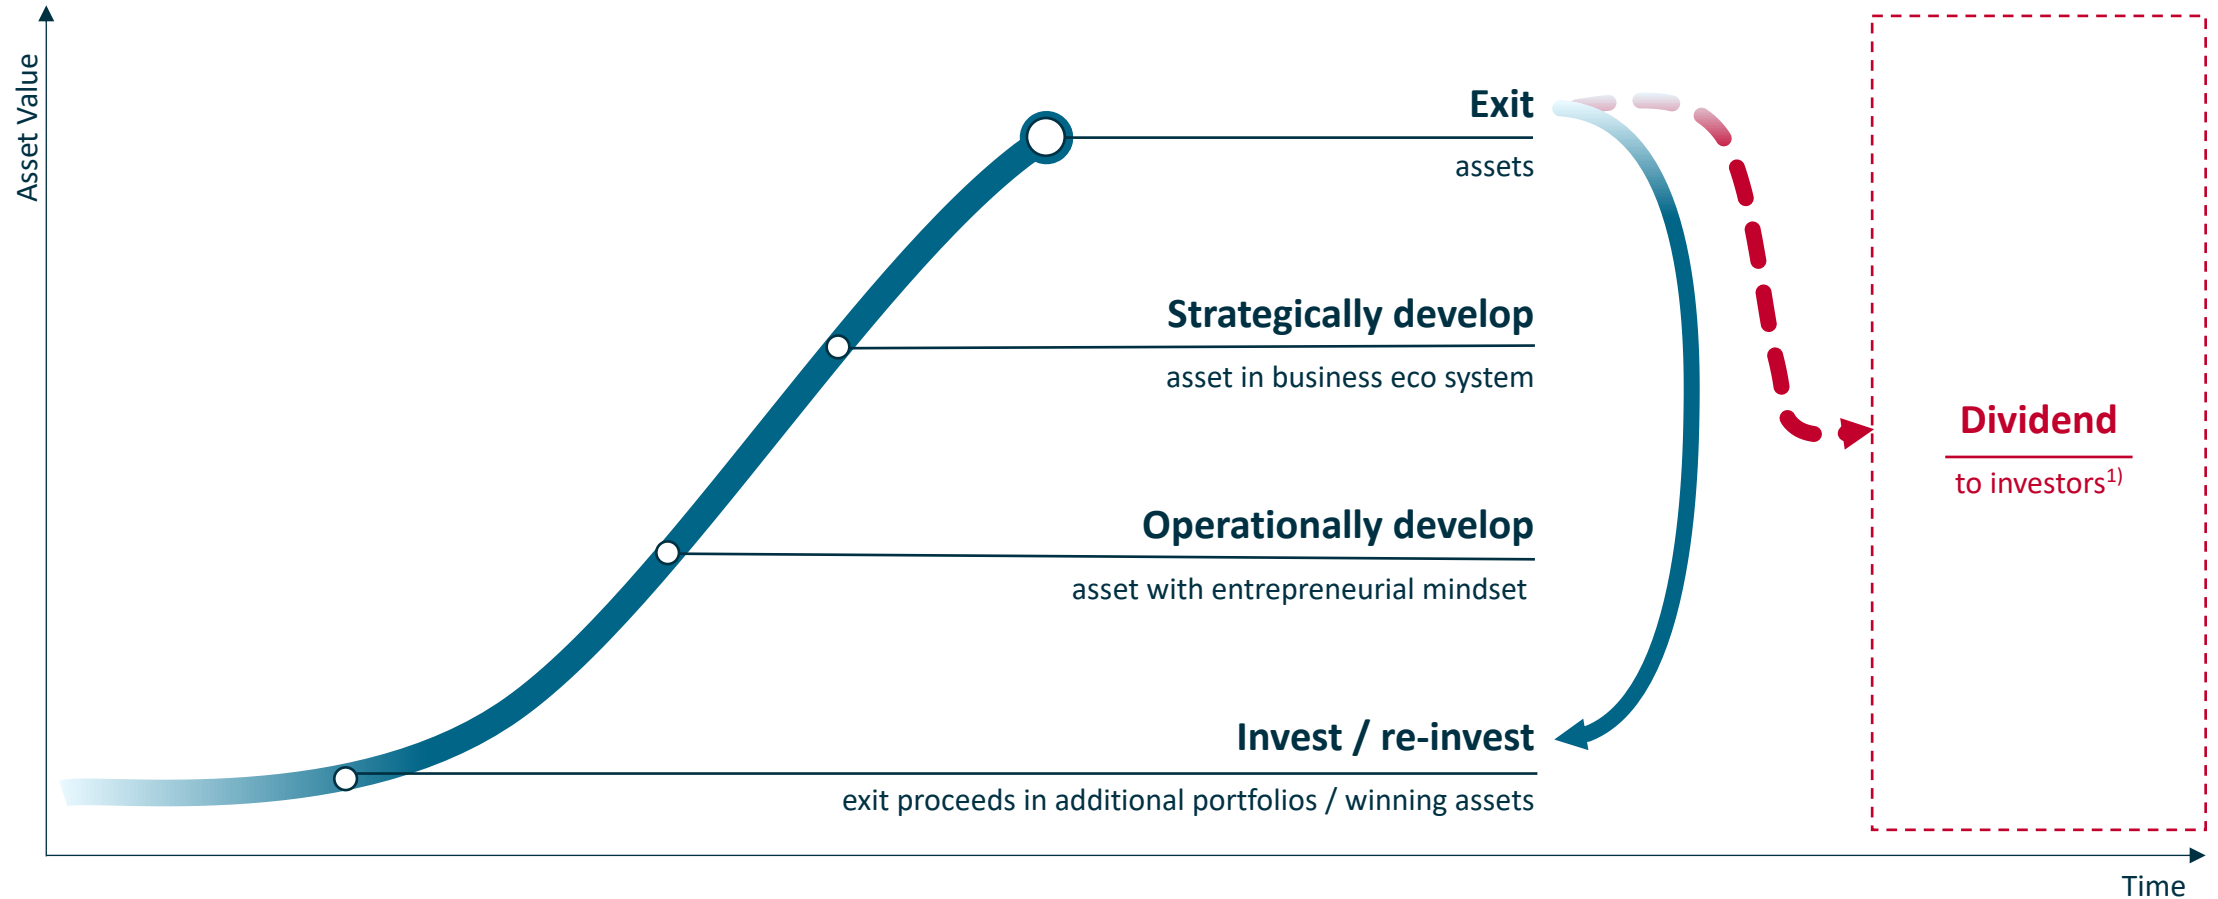 Asset Value
Exit
assets
Strategically develop
asset in business eco system
Dividend
to investors1)
Operationally develop
asset with entrepreneurial mindset
Invest / re-invest
exit proceeds in additional portfolios / winning assets
Time